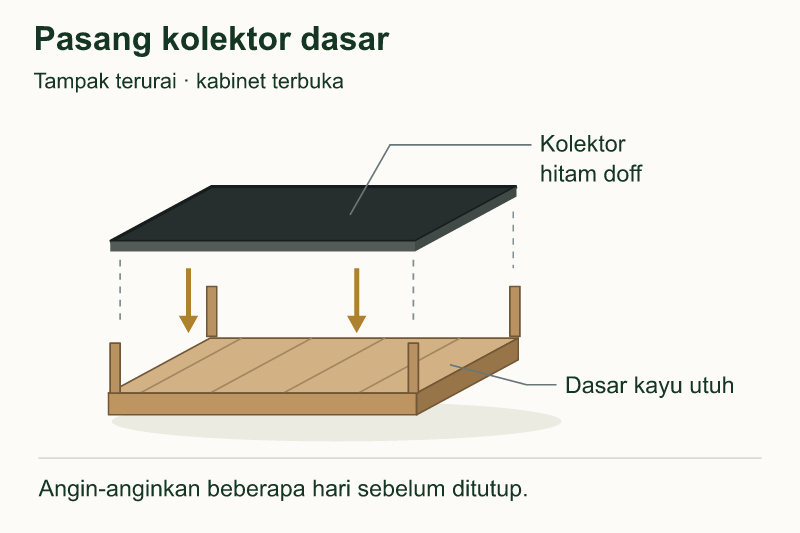 Pasang kolektor dasar
Tampak terurai · kabinet terbuka
Kolektor
hitam doff
Dasar kayu utuh
Angin-anginkan beberapa hari sebelum ditutup.